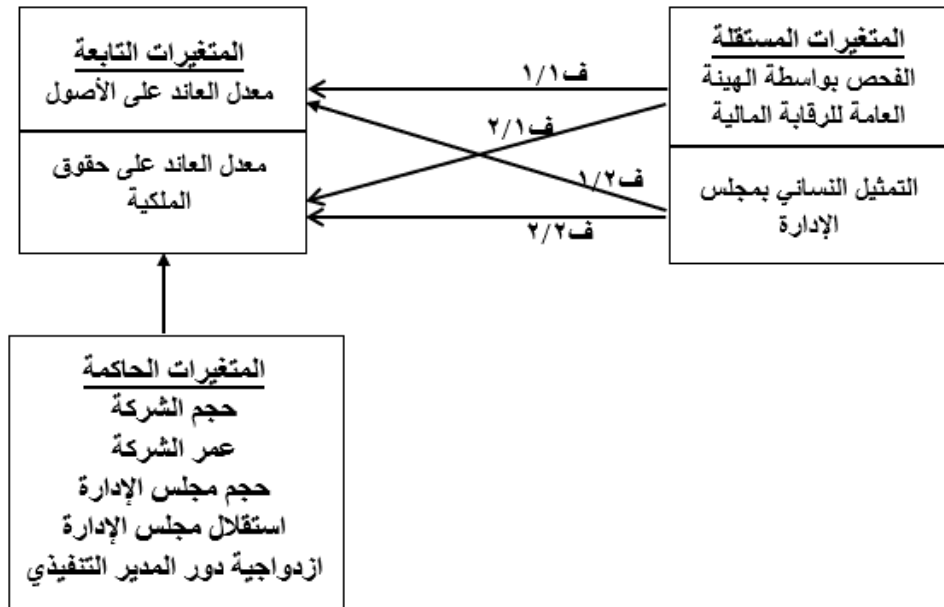 المتغيرات المستقلة
الفحص بواسطة الهيئة
العامة للرقابة المالية
التمثيل النسائي بمجلس
الإدارة
ف١/١
ف٢/١
ف١/٢
ف٢/٢
المتغيرات التابعة
معدل العائد على الأصول
معدل العائد على حقوق
الملكية
المتغيرات الحاكمة
حجم الشركة
عمر الشركة
حجم مجلس الإدارة
استقلال مجلس الإدارة
ازدواجية دور المدير التنفيذي